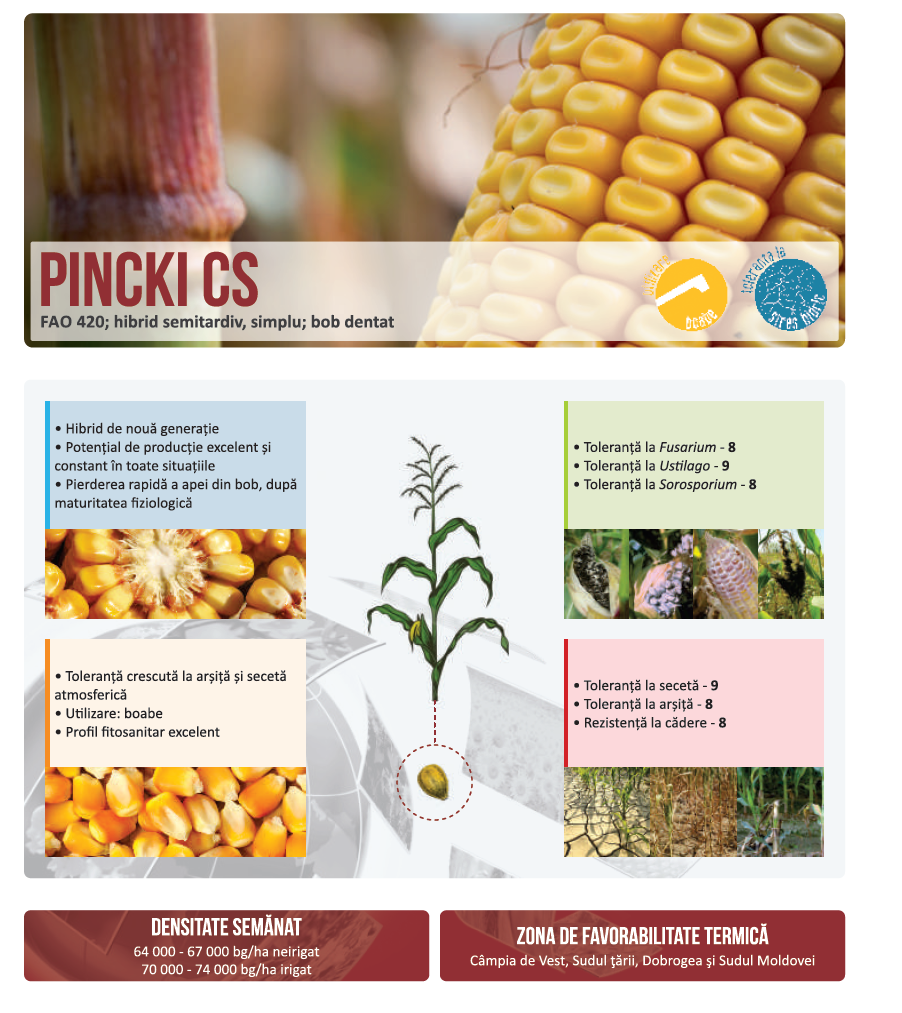 PINCKI CS
FAO 420; hibrid semitardiv, simplu; bob dentat
utilizare
boabe
toleranță la
stres biotic
• Hibrid de nouă generație
• Potențial de producție excelent și
constant în toate situațiile
• Pierderea rapidă a apei din bob, după
maturitatea fiziologică
• Toleranță la Fusarium - 8
• Toleranță la Ustilago - 9
• Toleranță la Sorosporium - 8
• Toleranță crescută la arșiță și secetă
atmosferică
• Utilizare: boabe
• Profil fitosanitar excelent
• Toleranță la secetă - 9
• Toleranță la arșiță - 8
• Rezistență la cădere - 8
DENSITATE SEMĂNAT
64 000 - 67 000 bg/ha neirigat
70 000 - 74 000 bg/ha irigat
ZONA DE FAVORABILITATE TERMICĂ
Câmpia de Vest, Sudul ţării, Dobrogea şi Sudul Moldovei